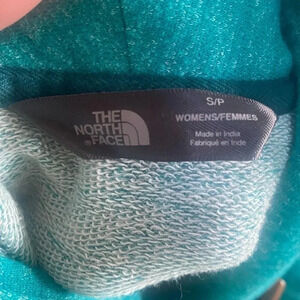 THE
NORTH
FACE
S/P
WOMENS/FEMMES
Made in India
Fabriqué en Inde